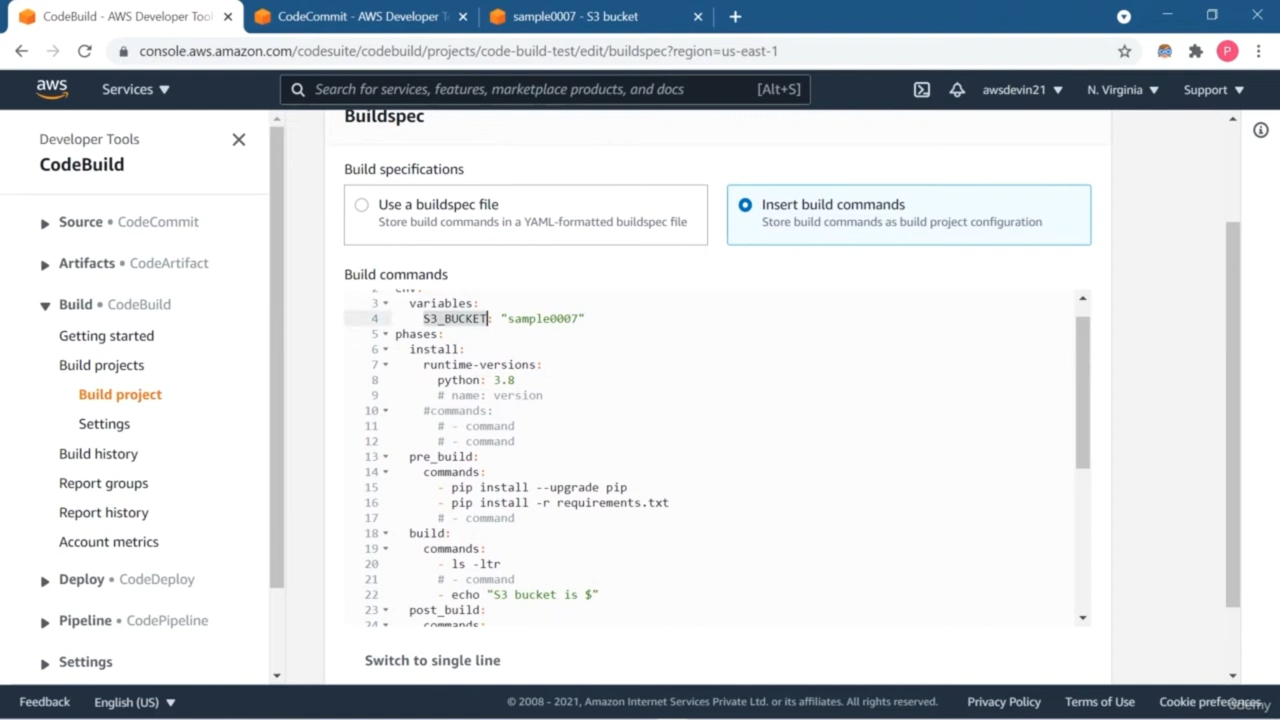 CodeBuild - AWS Developer Tool
CodeCommit - AWS Developer T
sample0007 - S3 bucket
console.aws.amazon.com/codesuite/codebuild/projects/code-build-test/edit/buildspec?region=us-east-1
P
aws
Services
Search for services, features, marketplace products, and docs [Alt+S]
awsdevin21
N. Virginia
Support
Developer Tools
CodeBuild
Source • CodeCommit
Artifacts • CodeArtifact
Build • CodeBuild
Getting started
Build projects
Build project
Settings
Build history
Report groups
Report history
Account metrics
Deploy • CodeDeploy
Pipeline • CodePipeline
Settings
Buildspec
Build specifications
Use a buildspec file
Store build commands in a YAML-formatted buildspec file
Insert build commands
Store build commands as build project configuration
Build commands
2 env:
3 variables:
4 S3_BUCKET: "sample0007"
5 phases:
6 install:
7 runtime-versions:
8 python: 3.8
9 # name: version
10 #commands:
11 # - command
12 # - command
13 pre_build:
14 commands:
15 - pip install --upgrade pip
16 - pip install -r requirements.txt
17 # - command
18 build:
19 commands:
20 - ls -ltr
21 # - command
22 - echo "S3 bucket is $"
23 post_build:
24 commands:
Switch to single line
Feedback
English (US)
© 2008 - 2021, Amazon Internet Services Private Ltd. or its affiliates. All rights reserved.
Privacy Policy
Terms of Use
Cookie preferences
Udemy